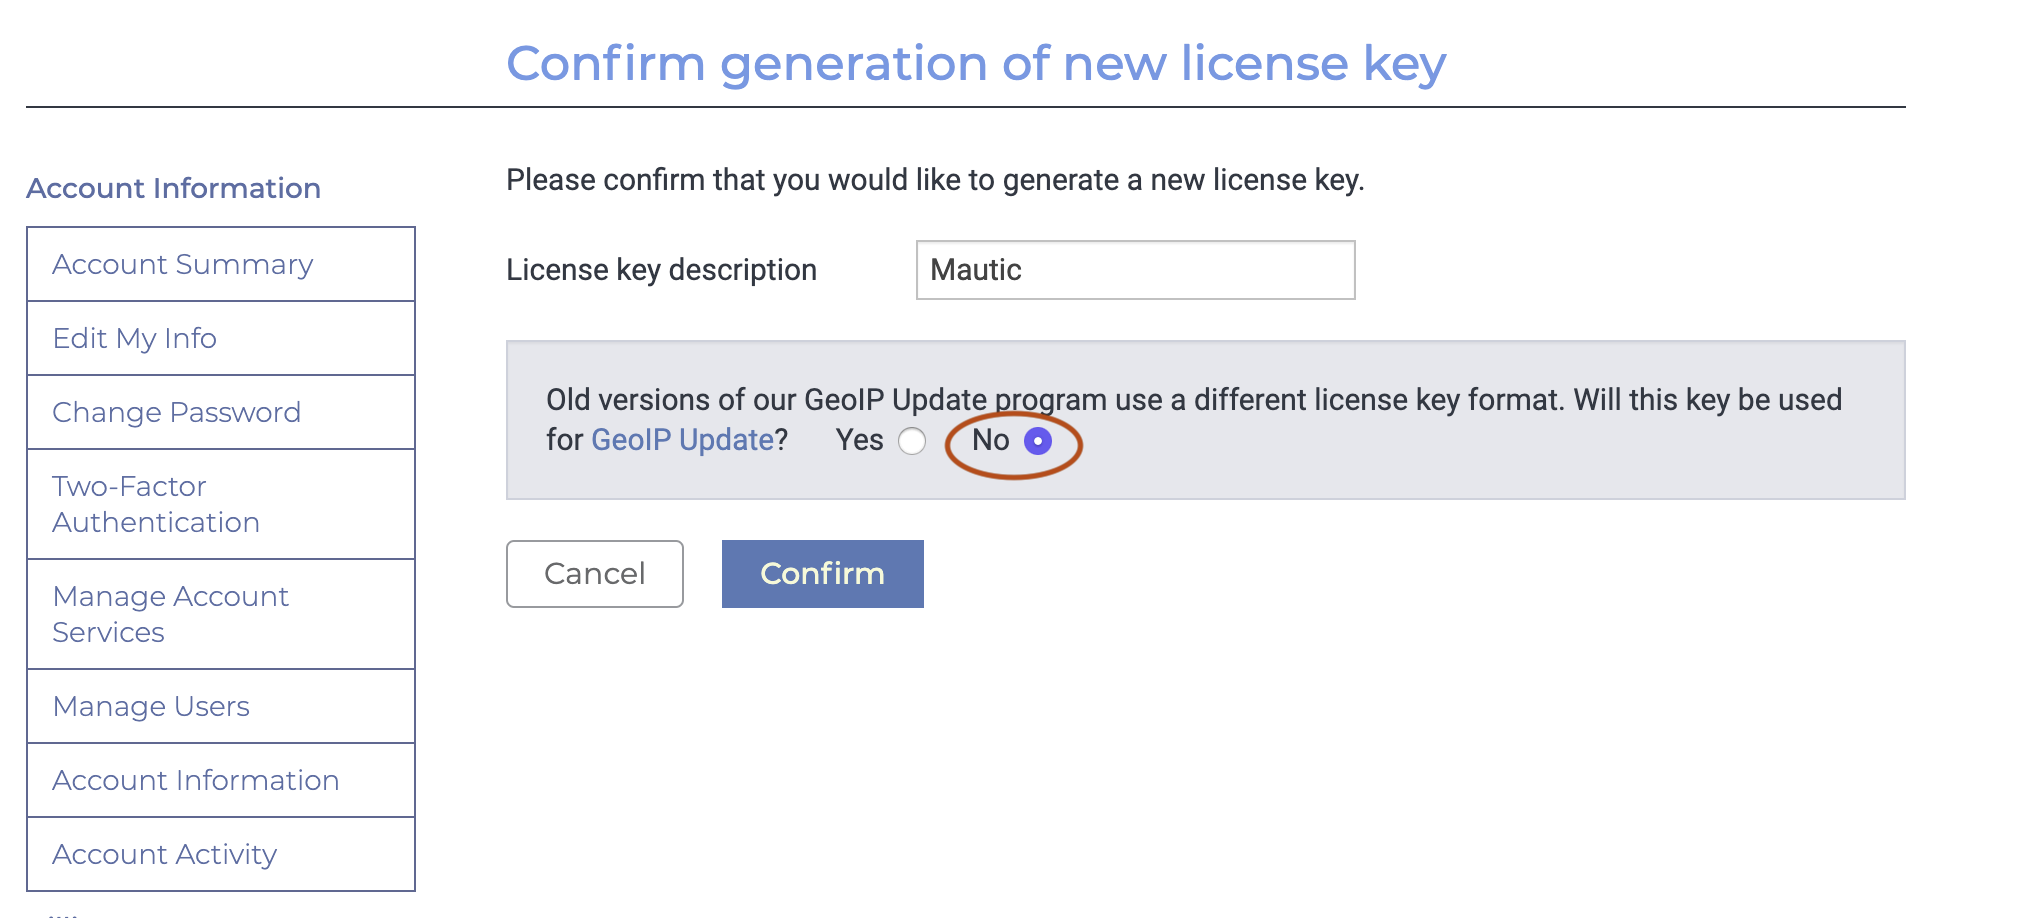 Confirm generation of new license key
Account Information
Account Summary
Edit My Info
Change Password
Two-Factor
Authentication
Manage Account
Services
Manage Users
Account Information
Account Activity
Please confirm that you would like to generate a new license key.
License key description
Mautic
Old versions of our GeoIP Update program use a different license key format. Will this key be used
for GeoIP Update? Yes No
Cancel
Confirm